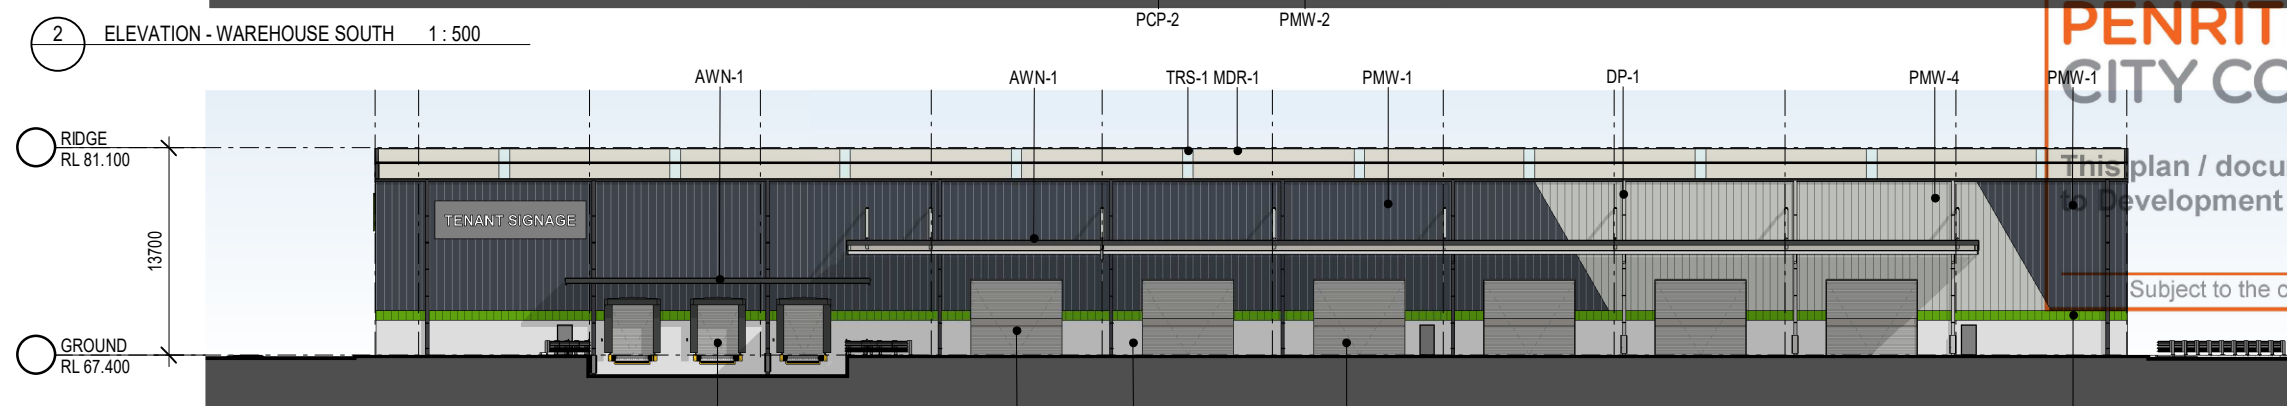 PCP-2 PMW-2
2 ELEVATION - WAREHOUSE SOUTH 1 : 500
PENRIT
CITY CO
AWN-1 AWN-1 TRS-1 MDR-1 PMW-1 DP-1 PMW-4 PMW-1
RIDGE
RL 81.100
This plan / docu
to Development
TENANT SIGNAGE
13700
Subject to the c
GROUND
RL 67.400